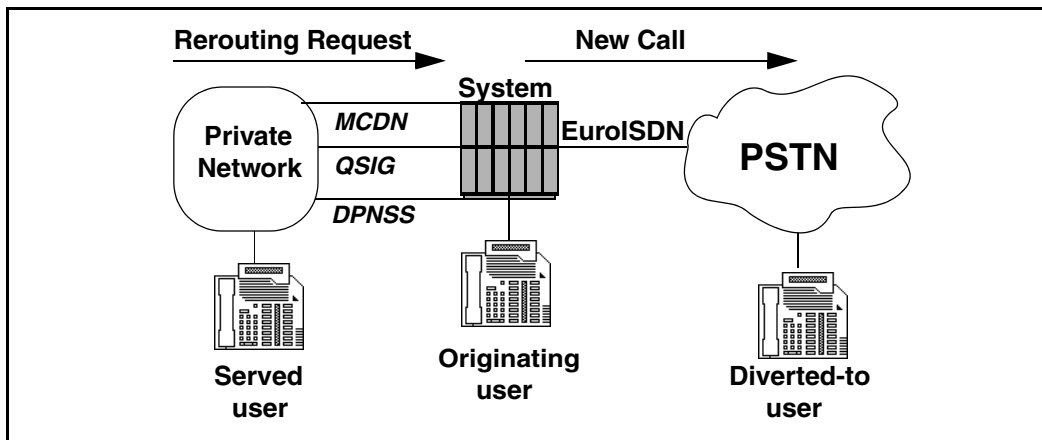 Rerouting Request
New Call
System
Private
Network
MCDN
QSIG
DPNSS
EuroISDN
PSTN
Served
user
Originating
user
Diverted-to
user